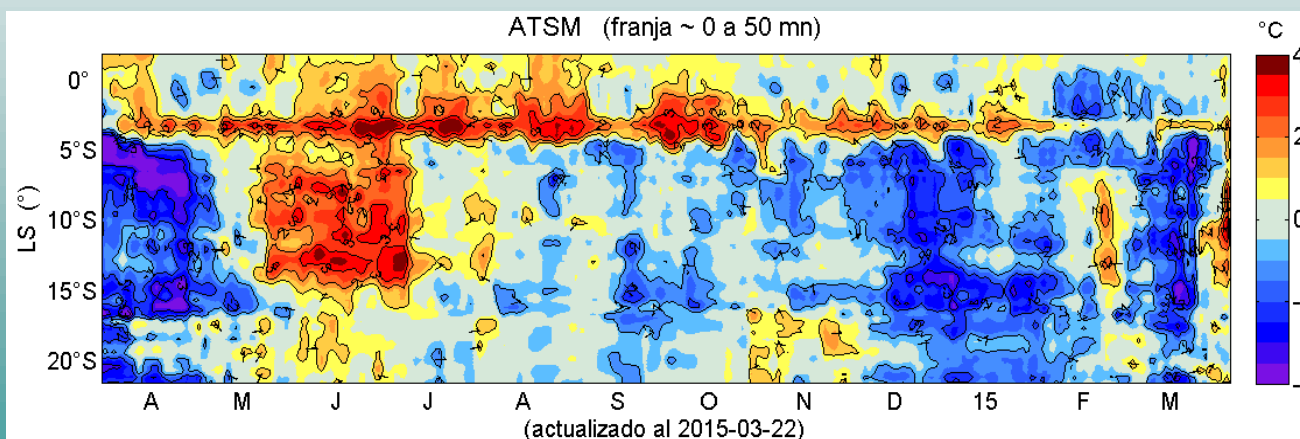 ATSM (franja ~ 0 a 50 mn)
°C
4
2
0
0°
5°S
10°S
15°S
20°S
LS (°)
A M J J A S O N D 15 F M
(actualizado al 2015-03-22)